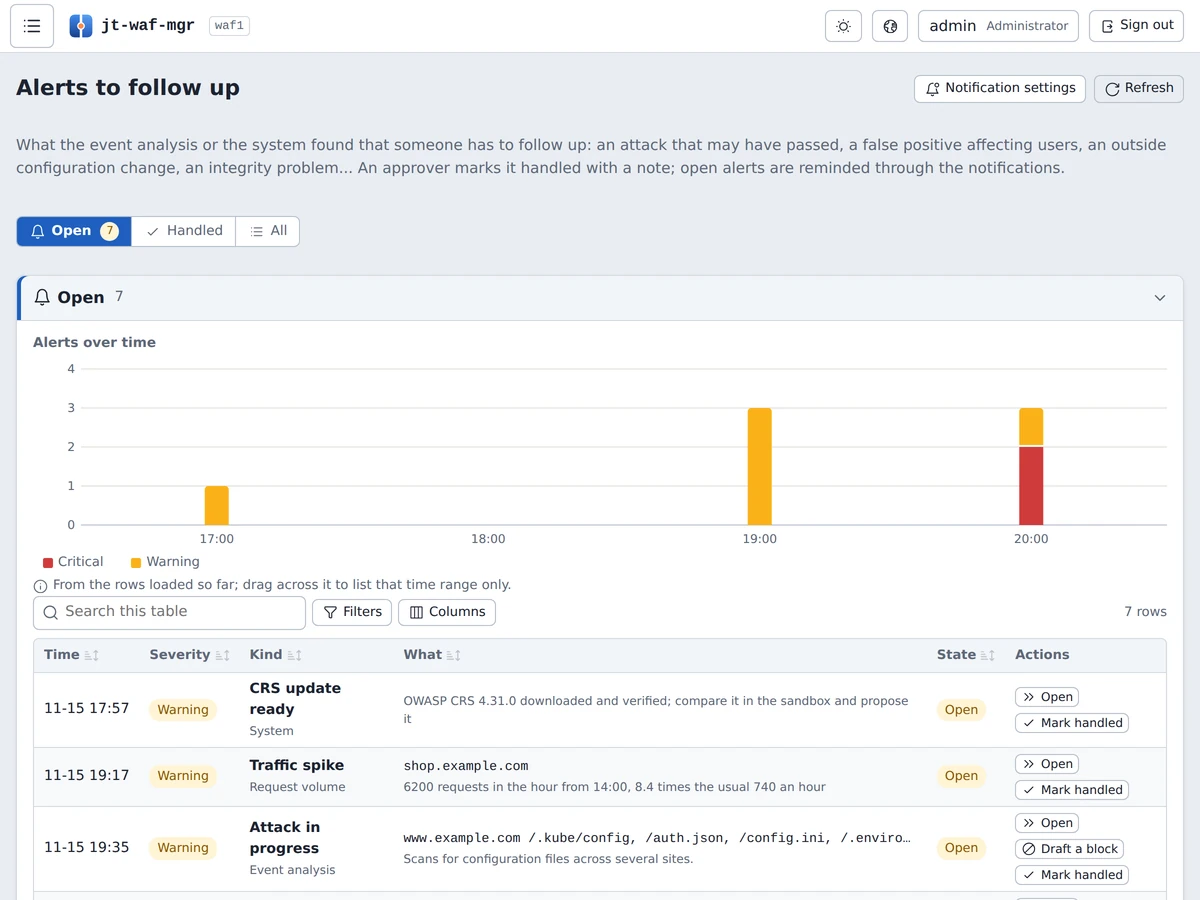 jt-waf-mgr waf1 admin Administrator Sign out
Alerts to follow up
Notification settings Refresh
What the event analysis or the system found that someone has to follow up: an attack that may have passed, a false positive affecting users, an outside
configuration change, an integrity problem... An approver marks it handled with a note; open alerts are reminded through the notifications.
Open 7 Handled All
Open 7
Alerts over time
4
3
2
1
0
17:00 18:00 19:00 20:00
Critical Warning
From the rows loaded so far; drag across it to list that time range only.
Search this table Filters Columns 7 rows
Time Severity Kind What State Actions
11-15 17:57 Warning CRS update
ready
System
OWASP CRS 4.31.0 downloaded and verified; compare it in the sandbox and propose
it
Open
Open
Mark handled
11-15 19:17 Warning Traffic spike
Request volume
shop.example.com
6200 requests in the hour from 14:00, 8.4 times the usual 740 an hour
Open
Open
Mark handled
11-15 19:35 Warning Attack in
progress
Event analysis
www.example.com /.kube/config, /auth.json, /config.ini, /.enviro…
Scans for configuration files across several sites.
Open
Open
Draft a block
Mark handled